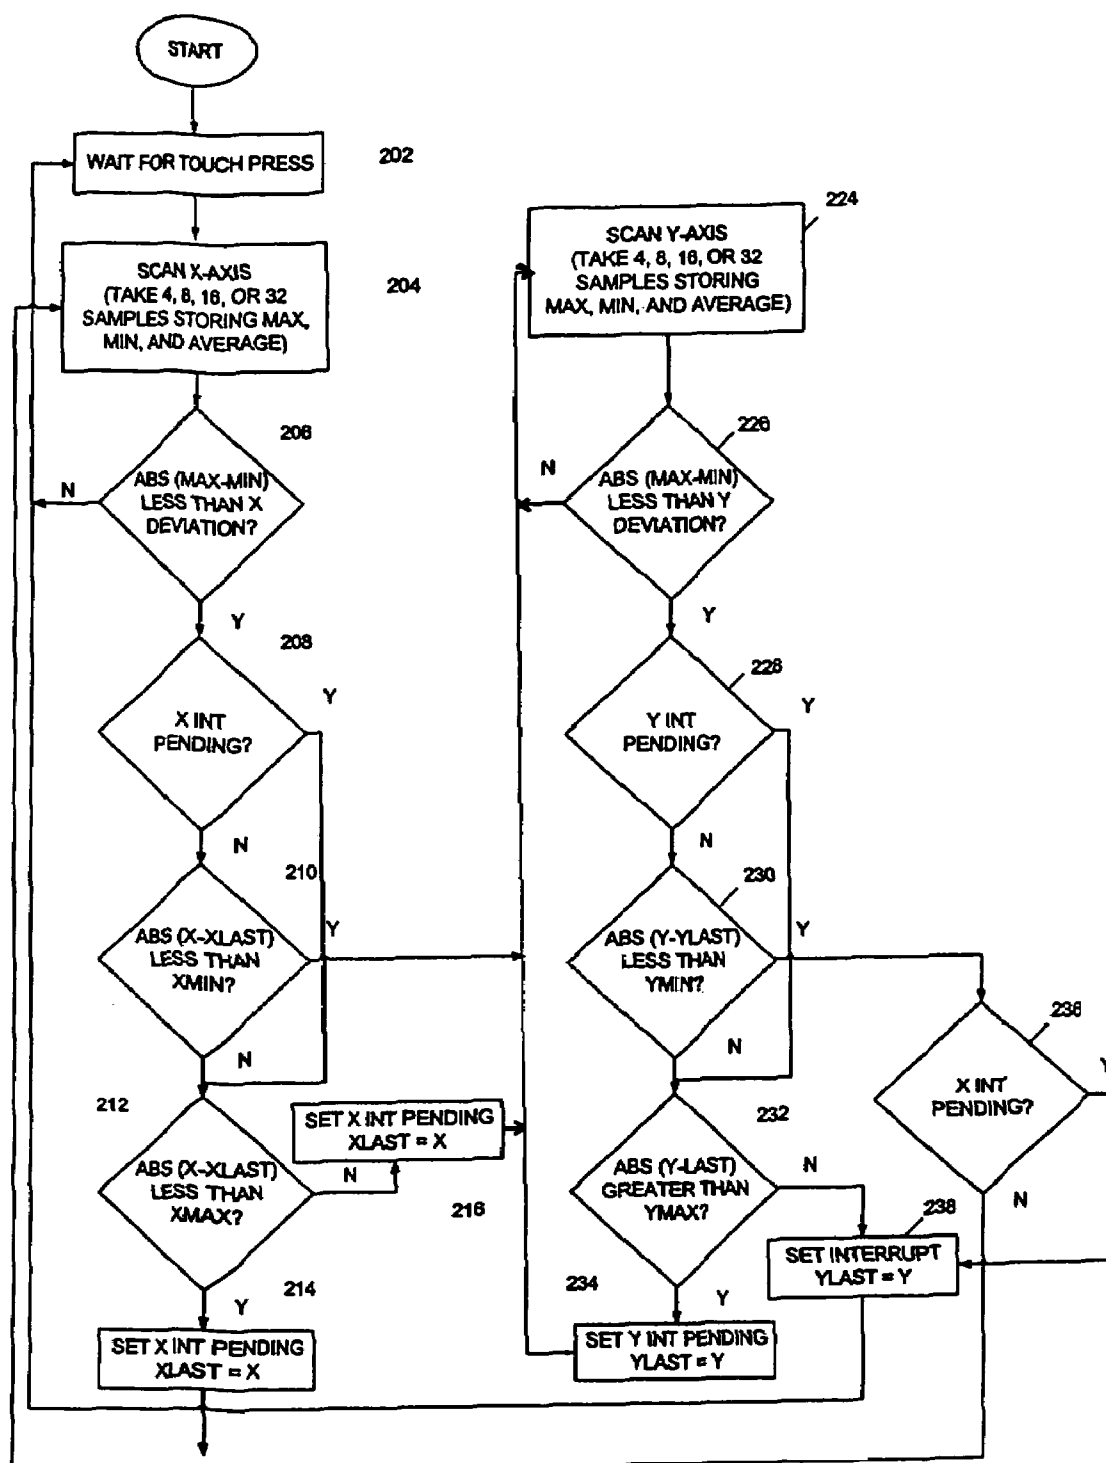 START
WAIT FOR TOUCH PRESS
202
SCAN X-AXIS
(TAKE 4, 8, 16, OR 32
SAMPLES STORING MAX,
MIN, AND AVERAGE)
204
206
ABS (MAX-MIN)
LESS THAN X
DEVIATION?
N
Y
208
X INT
PENDING?
Y
N
210
ABS (X-XLAST)
LESS THAN
XMIN?
Y
N
212
ABS (X-XLAST)
LESS THAN
XMAX?
N
SET X INT PENDING
XLAST = X
216
Y
214
SET X INT PENDING
XLAST = X
224
SCAN Y-AXIS
(TAKE 4, 8, 16, OR 32
SAMPLES STORING
MAX, MIN, AND AVERAGE)
226
ABS (MAX-MIN)
LESS THAN Y
DEVIATION?
N
Y
228
Y INT
PENDING?
Y
N
230
ABS (Y-YLAST)
LESS THAN
YMIN?
Y
N
232
ABS (Y-LAST)
GREATER THAN
YMAX?
N
Y
234
SET Y INT PENDING
YLAST = Y
236
X INT
PENDING?
Y
N
238
SET INTERRUPT
YLAST = Y